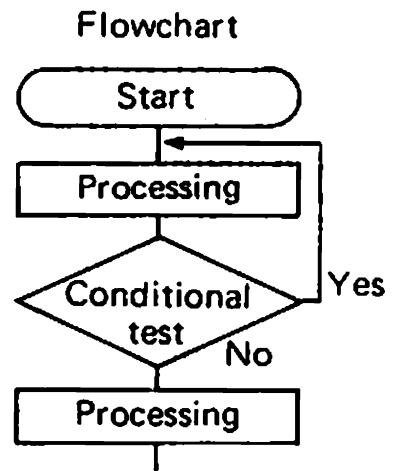 Flowchart
Start
Processing
Conditional
test
Yes
No
Processing